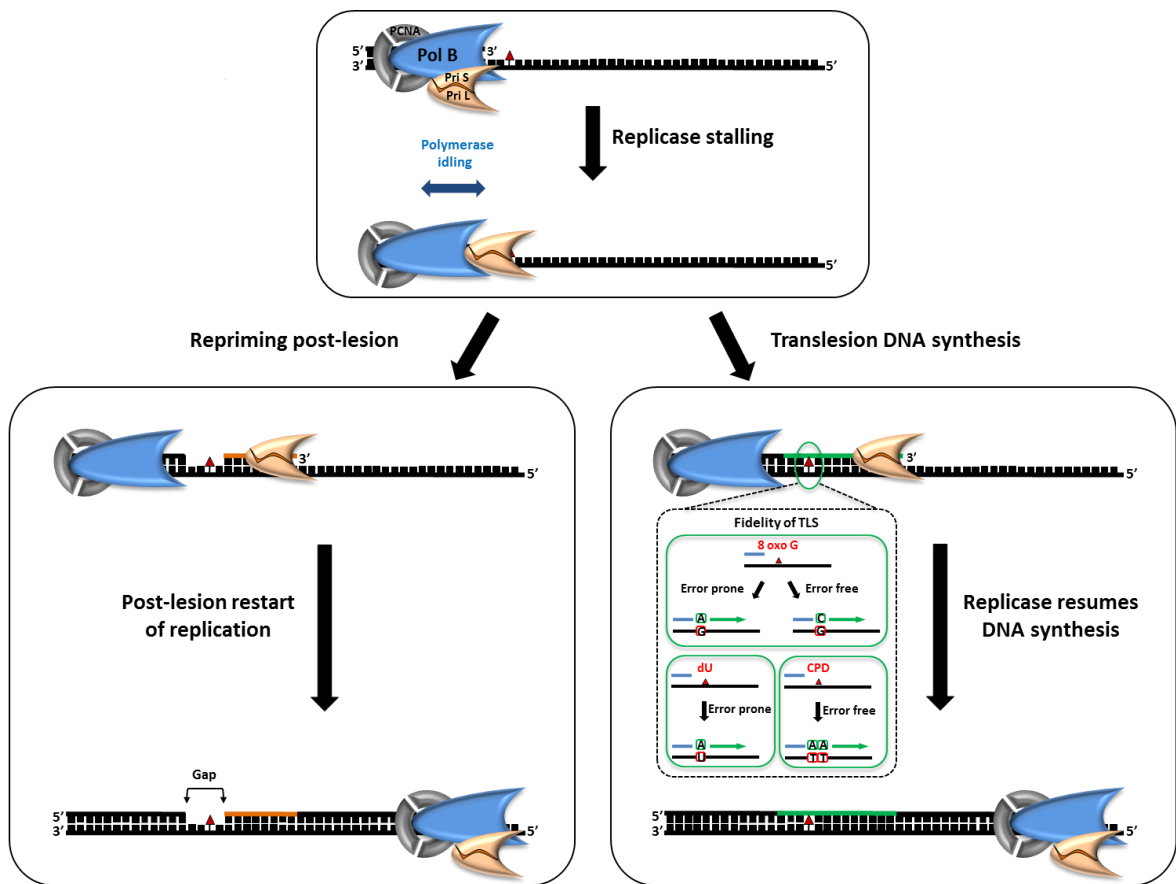 PCNA
5’
3’
Pol B
3’
Pri S
Pri L
5’
Replicase stalling
Polymerase
idling
5’
Repriming post-lesion
Translesion DNA synthesis
3’
5’
3’
5’
Fidelity of TLS
8 oxo G
Error prone
Error free
A
G
C
G
dU
Error prone
A
U
CPD
Error free
A A
T T
Post-lesion restart
of replication
Replicase resumes
DNA synthesis
Gap
5’
3’
5’
5’
3’
5’